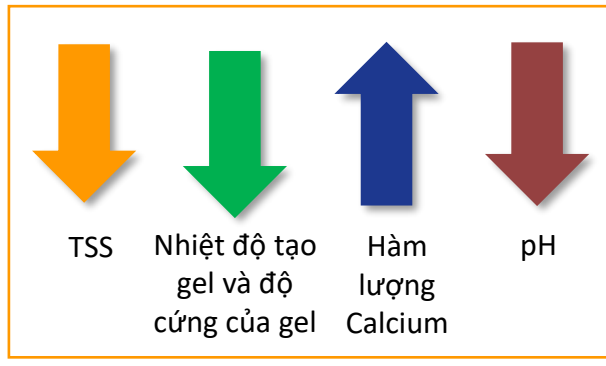 TSS
Nhiệt độ tạo
gel và độ
cứng của gel
Hàm
lượng
Calcium
pH